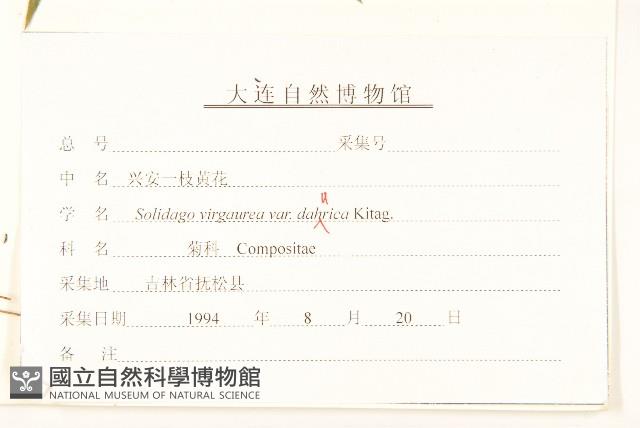 大连自然博物馆
总 号 采集号
中 名 兴安一枝黄花
学 名 Solidago virgaurea var. dahurica Kitag.
科 名 菊科 Compositae
采集地 吉林省抚松县
采集日期 1994 年 8 月 20 日
备 注
國立自然科學博物館
NATIONAL MUSEUM OF NATURAL SCIENCE